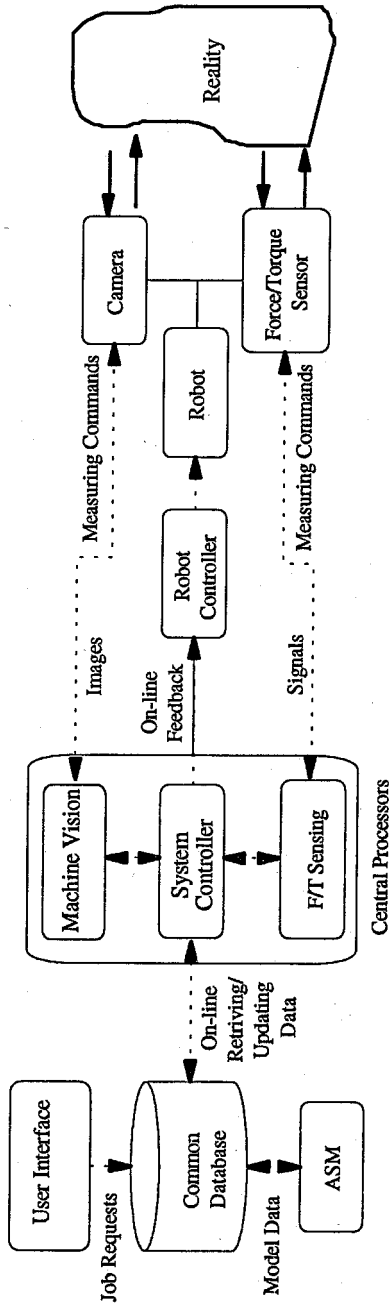 User Interface
Job Requests
Common
Database
Model Data
ASM
On-line
Retriving/
Updating
Data
Machine Vision
System
Controller
F/T Sensing
Central Processors
Images
Measuring Commands
On-line
Feedback
Robot
Controller
Robot
Signals
Measuring Commands
Camera
Force/Torque
Sensor
Reality